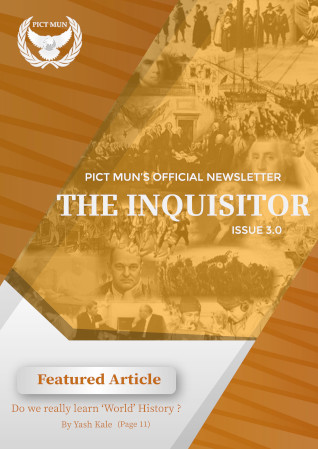 PICT MUN
PICT MUN'S OFFICIAL NEWSLETTER
THE INQUISITOR
ISSUE 3.0
Featured Article
Do we really learn 'World' History ?
By Yash Kale (Page 11)